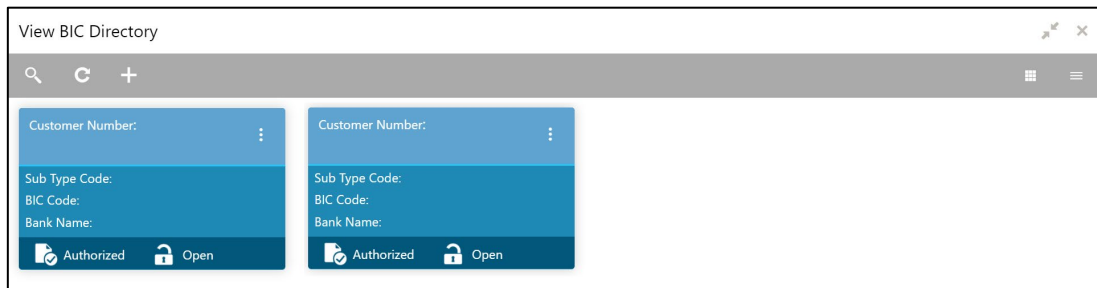 View BIC Directory
Customer Number:
Sub Type Code:
BIC Code:
Bank Name:
Authorized Open
Customer Number:
Sub Type Code:
BIC Code:
Bank Name:
Authorized Open